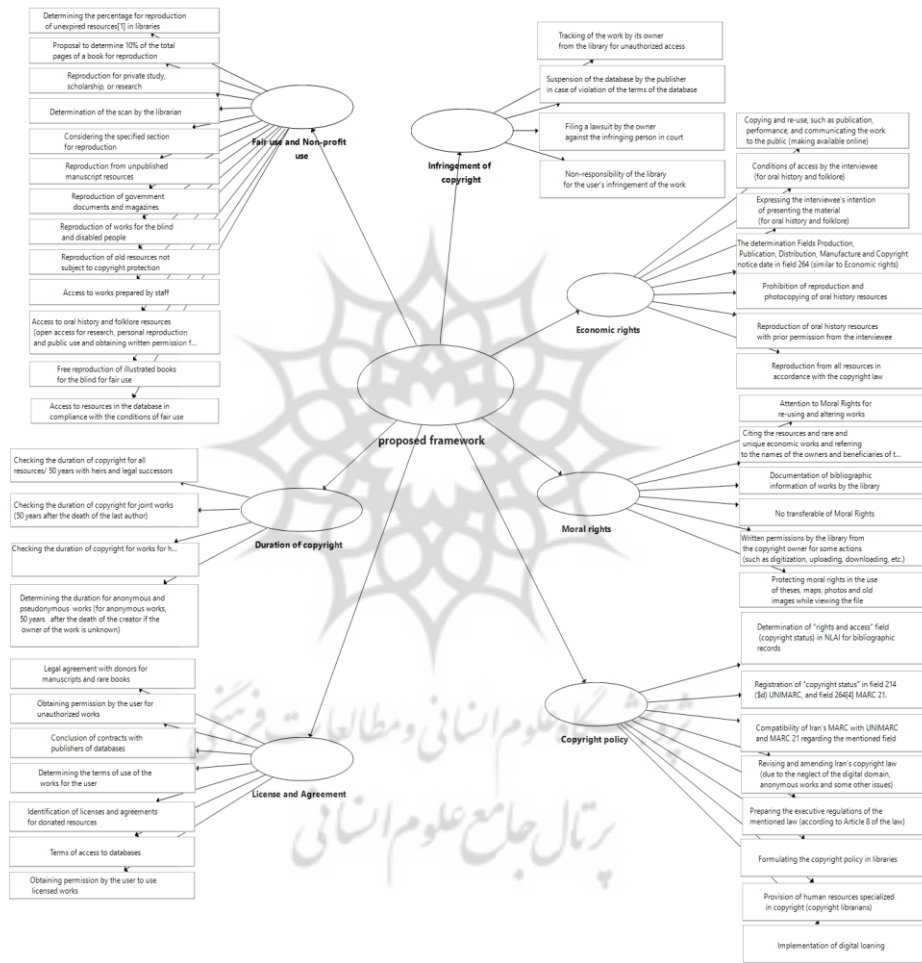 Determining the percentage for reproduction
of unexpired resources[1] in libraries
Proposal to determine 10% of the total
pages of a book for reproduction
Reproduction for private study,
scholarship, or research
Determination of the scan by the librarian
Considering the specified section
for reproduction
Reproduction from unpublished
manuscript resources
Reproduction of government
documents and magazines
Reproduction of works for the blind
and disabled people
Reproduction of old resources not
subject to copyright protection
Access to works prepared by staff
Access to oral history and folklore resources
(open access for research, personal reproduction
and public use and obtaining written permission f...
Free reproduction of illustrated books
for the blind for fair use
Access to resources in the database in
compliance with the conditions of fair use
Fair use and Non-profit
use
Tracking of the work by its owner
from the library for unauthorized access
Suspension of the database by the publisher
in case of violation of the terms of the database
Filing a lawsuit by the owner
against the infringing person in court
Non-responsibility of the library
for the user's infringement of the work
Infringement of
copyright
Copying and re-use, such as publication,
performance, and communicating the work
to the public (making available online)
Conditions of access by the interviewee
(for oral history and folklore)
Expressing the interviewee's intention
of presenting the material
(for oral history and folklore)
The determination Fields Production,
Publication, Distribution, Manufacture and Copyright
notice date in field 264 (similar to Economic rights)
Prohibition of reproduction and
photocopying of oral history resources
Reproduction of oral history resources
with prior permission from the interviewee
Reproduction from all resources in
accordance with the copyright law
Economic rights
proposed framework
Attention to Moral Rights for
re-using and altering works
Citing the resources and rare and
unique economic works and referring
to the names of the owners and beneficiaries of t...
Documentation of bibliographic
information of works by the library
No transferable of Moral Rights
Written permissions by the library from
the copyright owner for some actions
(such as digitization, uploading, downloading, etc.)
Protecting moral rights in the use
of theses, maps, photos and old
images while viewing the file
Moral rights
Checking the duration of copyright for all
resources/ 50 years with heirs and legal successors
Checking the duration of copyright for joint works
(50 years after the death of the last author)
Checking the duration of copyright for works for h...
Determining the duration for anonymous and
pseudonymous works (for anonymous works,
50 years after the death of the creator if the
owner of the work is unknown)
Duration of copyright
Determination of "rights and access" field
(copyright status) in NLAI for bibliographic
records
Registration of "copyright status" in field 214
($d) UNIMARC, and field 264[4] MARC 21.
Compatibility of Iran's MARC with UNIMARC
and MARC 21 regarding the mentioned field
Revising and amending Iran's copyright law
(due to the neglect of the digital domain,
anonymous works and some other issues)
Preparing the executive regulations of the
mentioned law (according to Article 8 of the law)
Formulating the copyright policy in libraries
Provision of human resources specialized
in copyright (copyright librarians)
Implementation of digital loaning
Copyright policy
Legal agreement with donors for
manuscripts and rare books
Obtaining permission by the user for
unauthorized works
Conclusion of contracts with
publishers of databases
Determining the terms of use of the
works for the user
Identification of licenses and agreements
for donated resources
Terms of access to databases
Obtaining permission by the user to use
licensed works
License and Agreement
پژوهشگاه علوم انسانی و مطالعات فرهنگی
پرتال جامع علوم انسانی